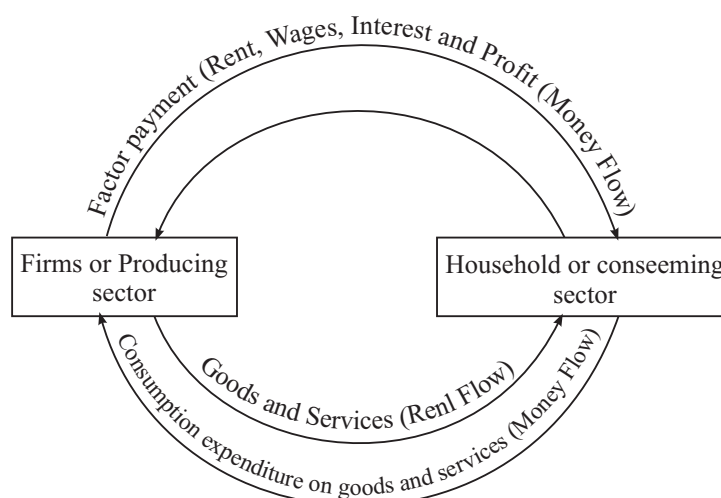 Factor payment (Rent, Wages, Interest and Profit (Money Flow)
Firms or Producing
sector
Household or conseeming
sector
Goods and Services (Renl Flow)
Consumption expenditure on goods and services (Money Flow)